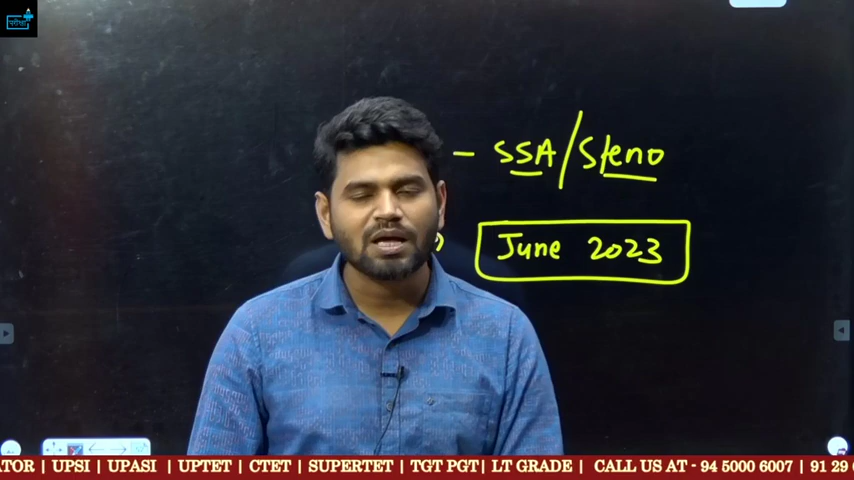 परीक्षा
- SSA/Steno
June 2023
ATOR | UPSI | UPASI | UPTET | CTET | SUPERTET | TGT PGT| LT GRADE | CALL US AT - 94 5000 6007 | 91 29